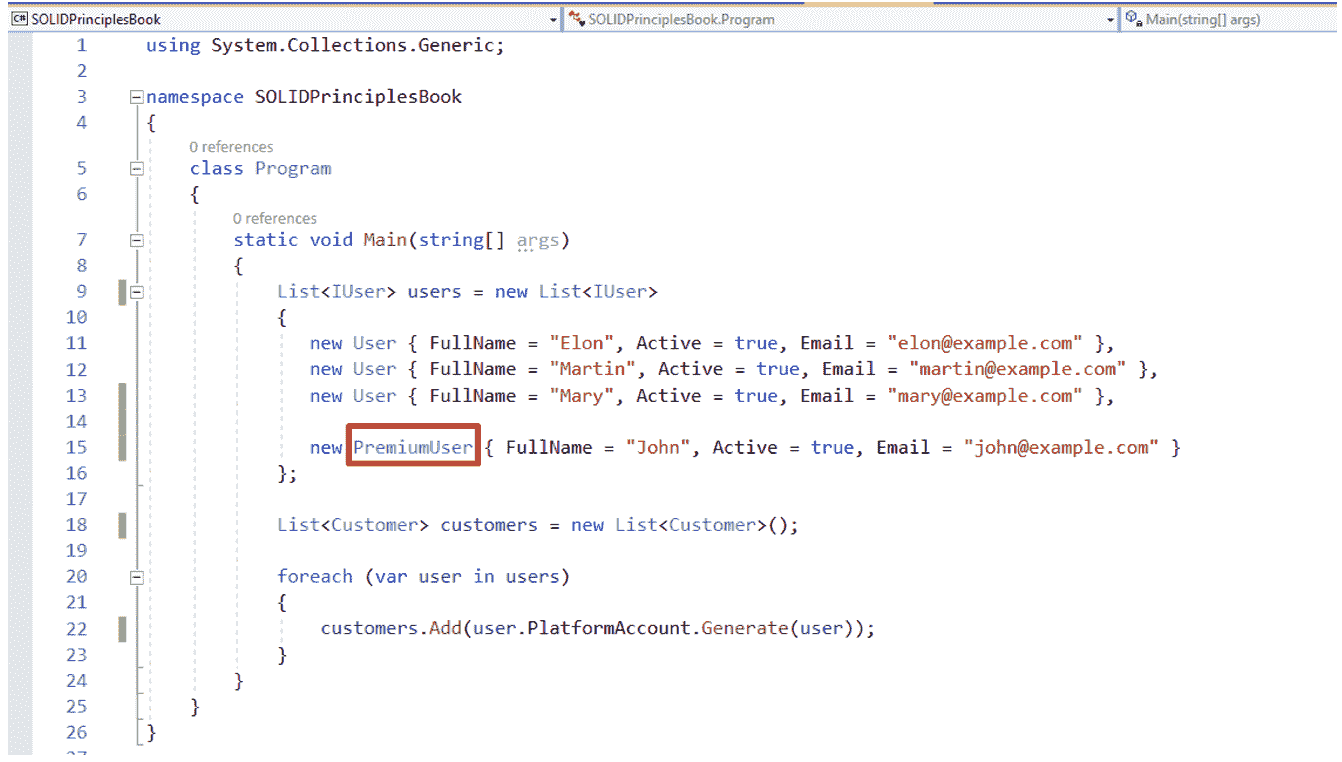 C# SOLIDPrinciplesBook SOLIDPrinciplesBook.Program Main(string[] args)
1 using System.Collections.Generic;
2
3 namespace SOLIDPrinciplesBook
4 {
0 references
5 class Program
6 {
0 references
7 static void Main(string[] args)
8 {
9 List<IUser> users = new List<IUser>
10 {
11 new User { FullName = "Elon", Active = true, Email = "elon@example.com" },
12 new User { FullName = "Martin", Active = true, Email = "martin@example.com" },
13 new User { FullName = "Mary", Active = true, Email = "mary@example.com" },
14
15 new PremiumUser { FullName = "John", Active = true, Email = "john@example.com" }
16 };
17
18 List<Customer> customers = new List<Customer>();
19
20 foreach (var user in users)
21 {
22 customers.Add(user.PlatformAccount.Generate(user));
23 }
24 }
25 }
26 }